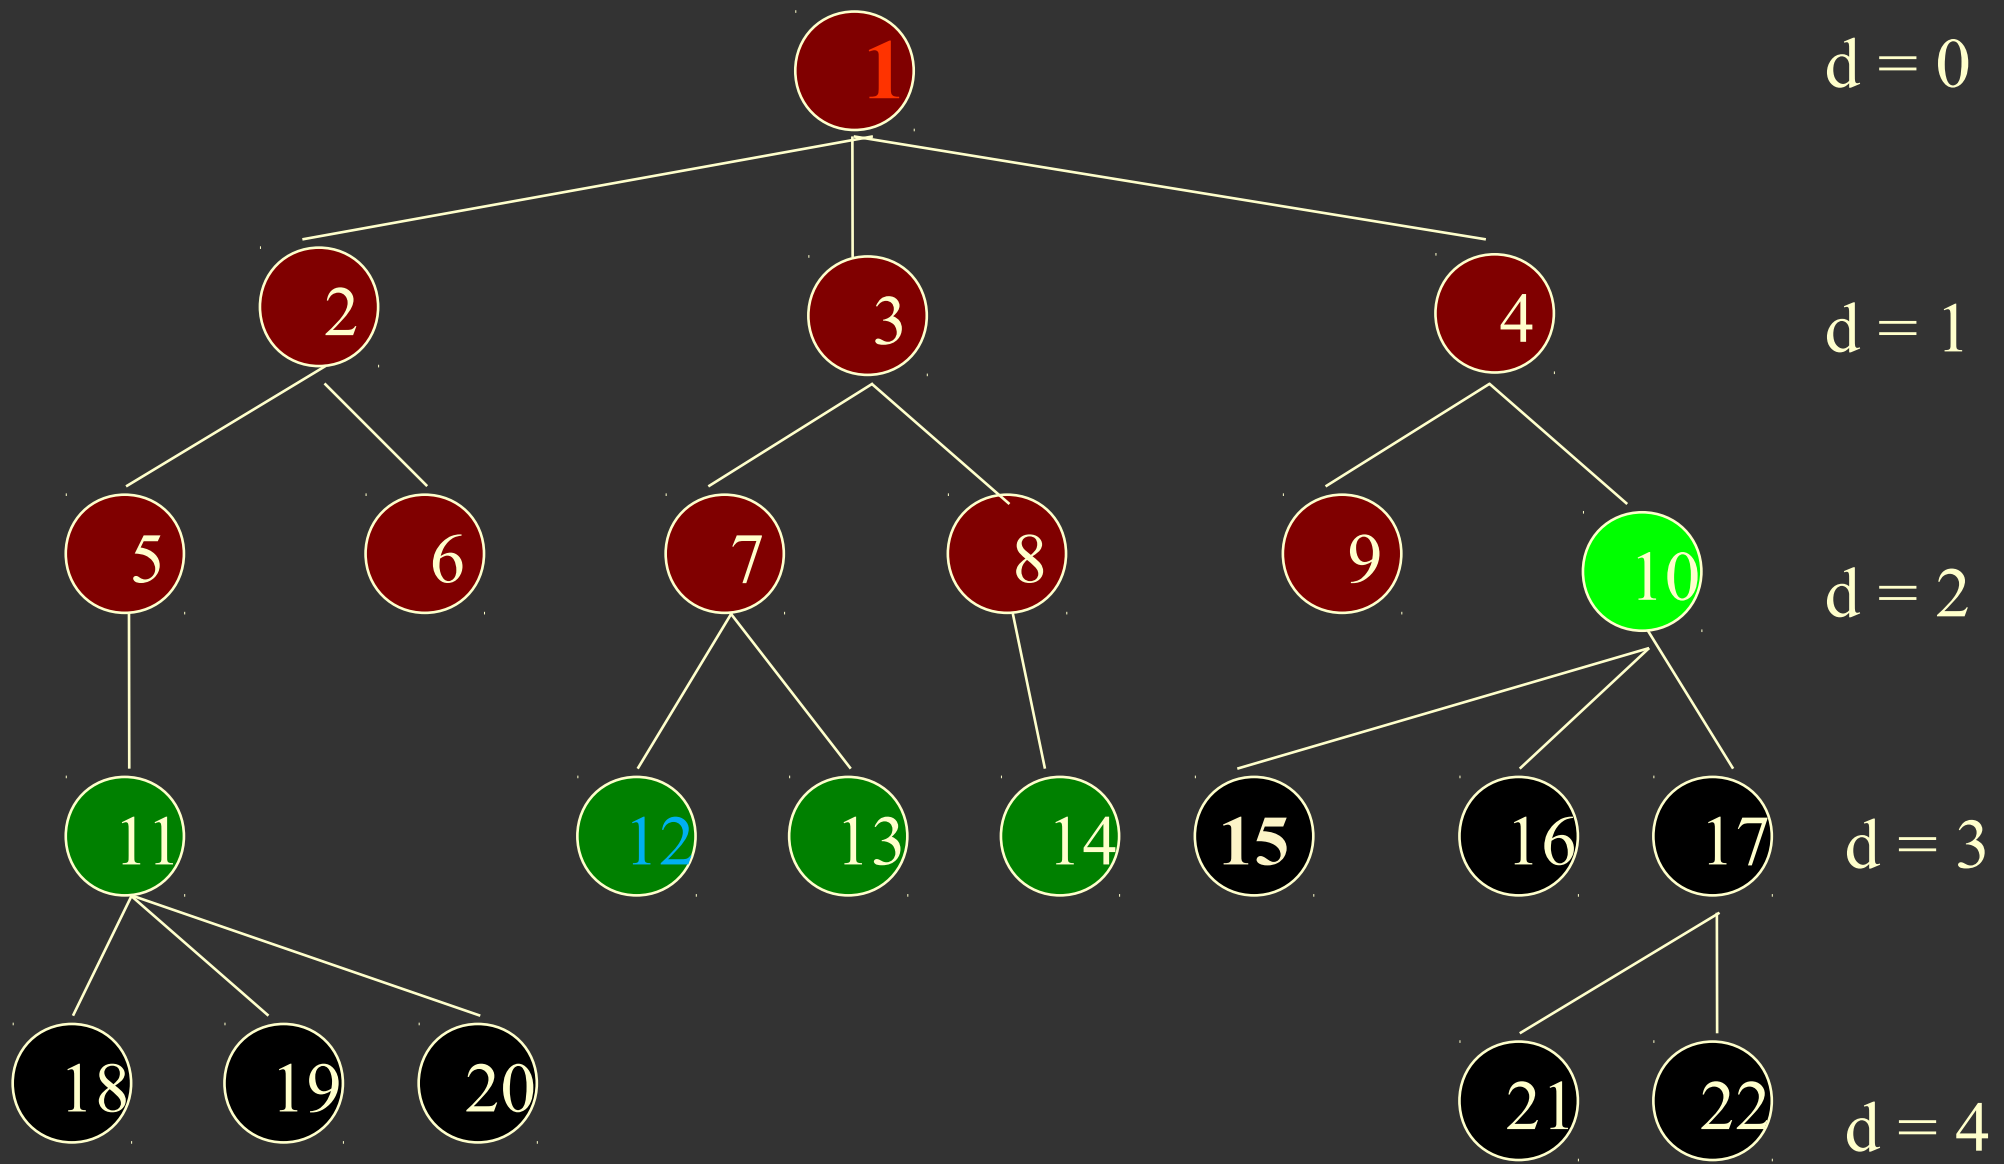 1 d = 0
2 3 4 d = 1
5 6 7 8 9 10 d = 2
11 12 13 14 15 16 17 d = 3
18 19 20 21 22 d = 4